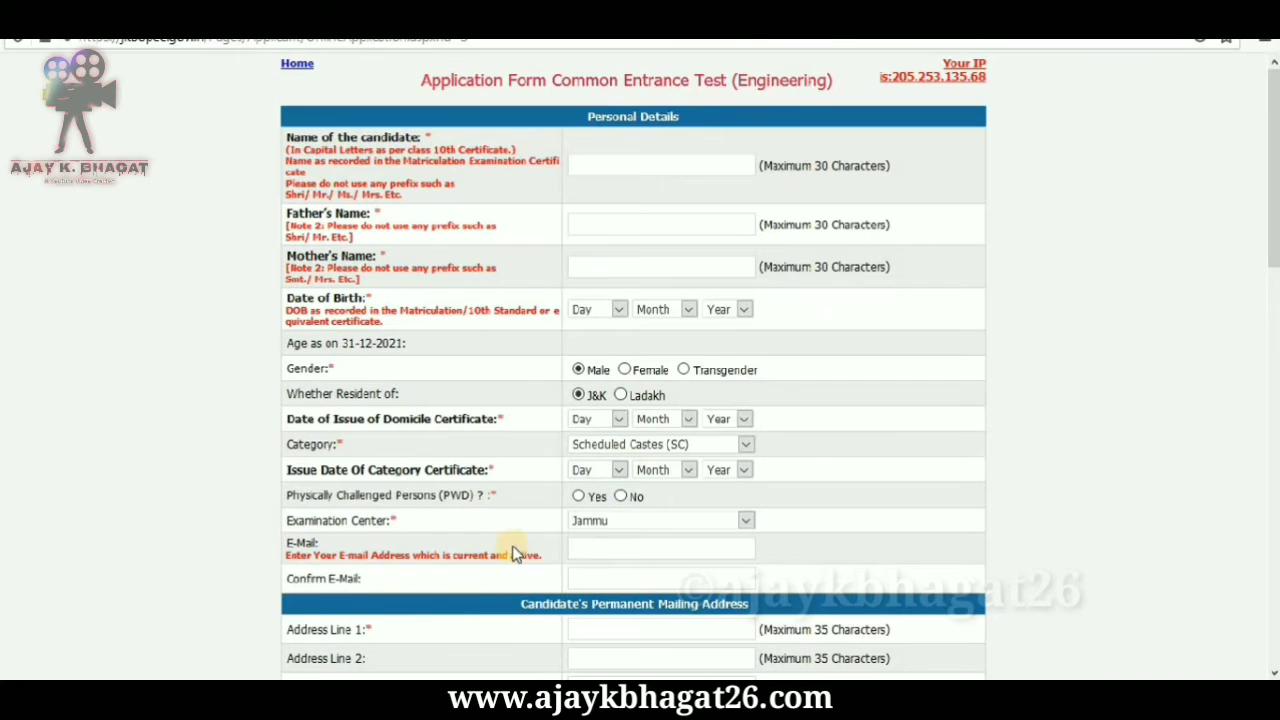 Home
Application Form Common Entrance Test (Engineering)
Your IP
is:205.253.135.68
AJAY K. BHAGAT
Personal Details
Name of the candidate: *
(In Capital Letters as per class 10th Certificate.)
Name as recorded in the Matriculation Examination Certifi
cate
Please do not use any prefix such as
Shri/ Mr./ Ms./ Mrs. Etc.
(Maximum 30 Characters)
Father's Name: *
[Note 2: Please do not use any prefix such as
Shri/ Mr. Etc.]
(Maximum 30 Characters)
Mother's Name: *
[Note 2: Please do not use any prefix such as
Smt./ Mrs. Etc.]
(Maximum 30 Characters)
Date of Birth:*
DOB as recorded in the Matriculation/10th Standard or e
quivalent certificate.
Day Month Year
Age as on 31-12-2021:
Gender:* Male Female Transgender
Whether Resident of: J&K Ladakh
Date of Issue of Domicile Certificate:* Day Month Year
Category:* Scheduled Castes (SC)
Issue Date Of Category Certificate:* Day Month Year
Physically Challenged Persons (PWD) ? :* Yes No
Examination Center:* Jammu
E-Mail:
Enter Your E-mail Address which is current and
Confirm E-Mail:
©ajaykbhagat26
Candidate's Permanent Mailing Address
Address Line 1:* (Maximum 35 Characters)
Address Line 2: (Maximum 35 Characters)
www.ajaykbhagat26.com